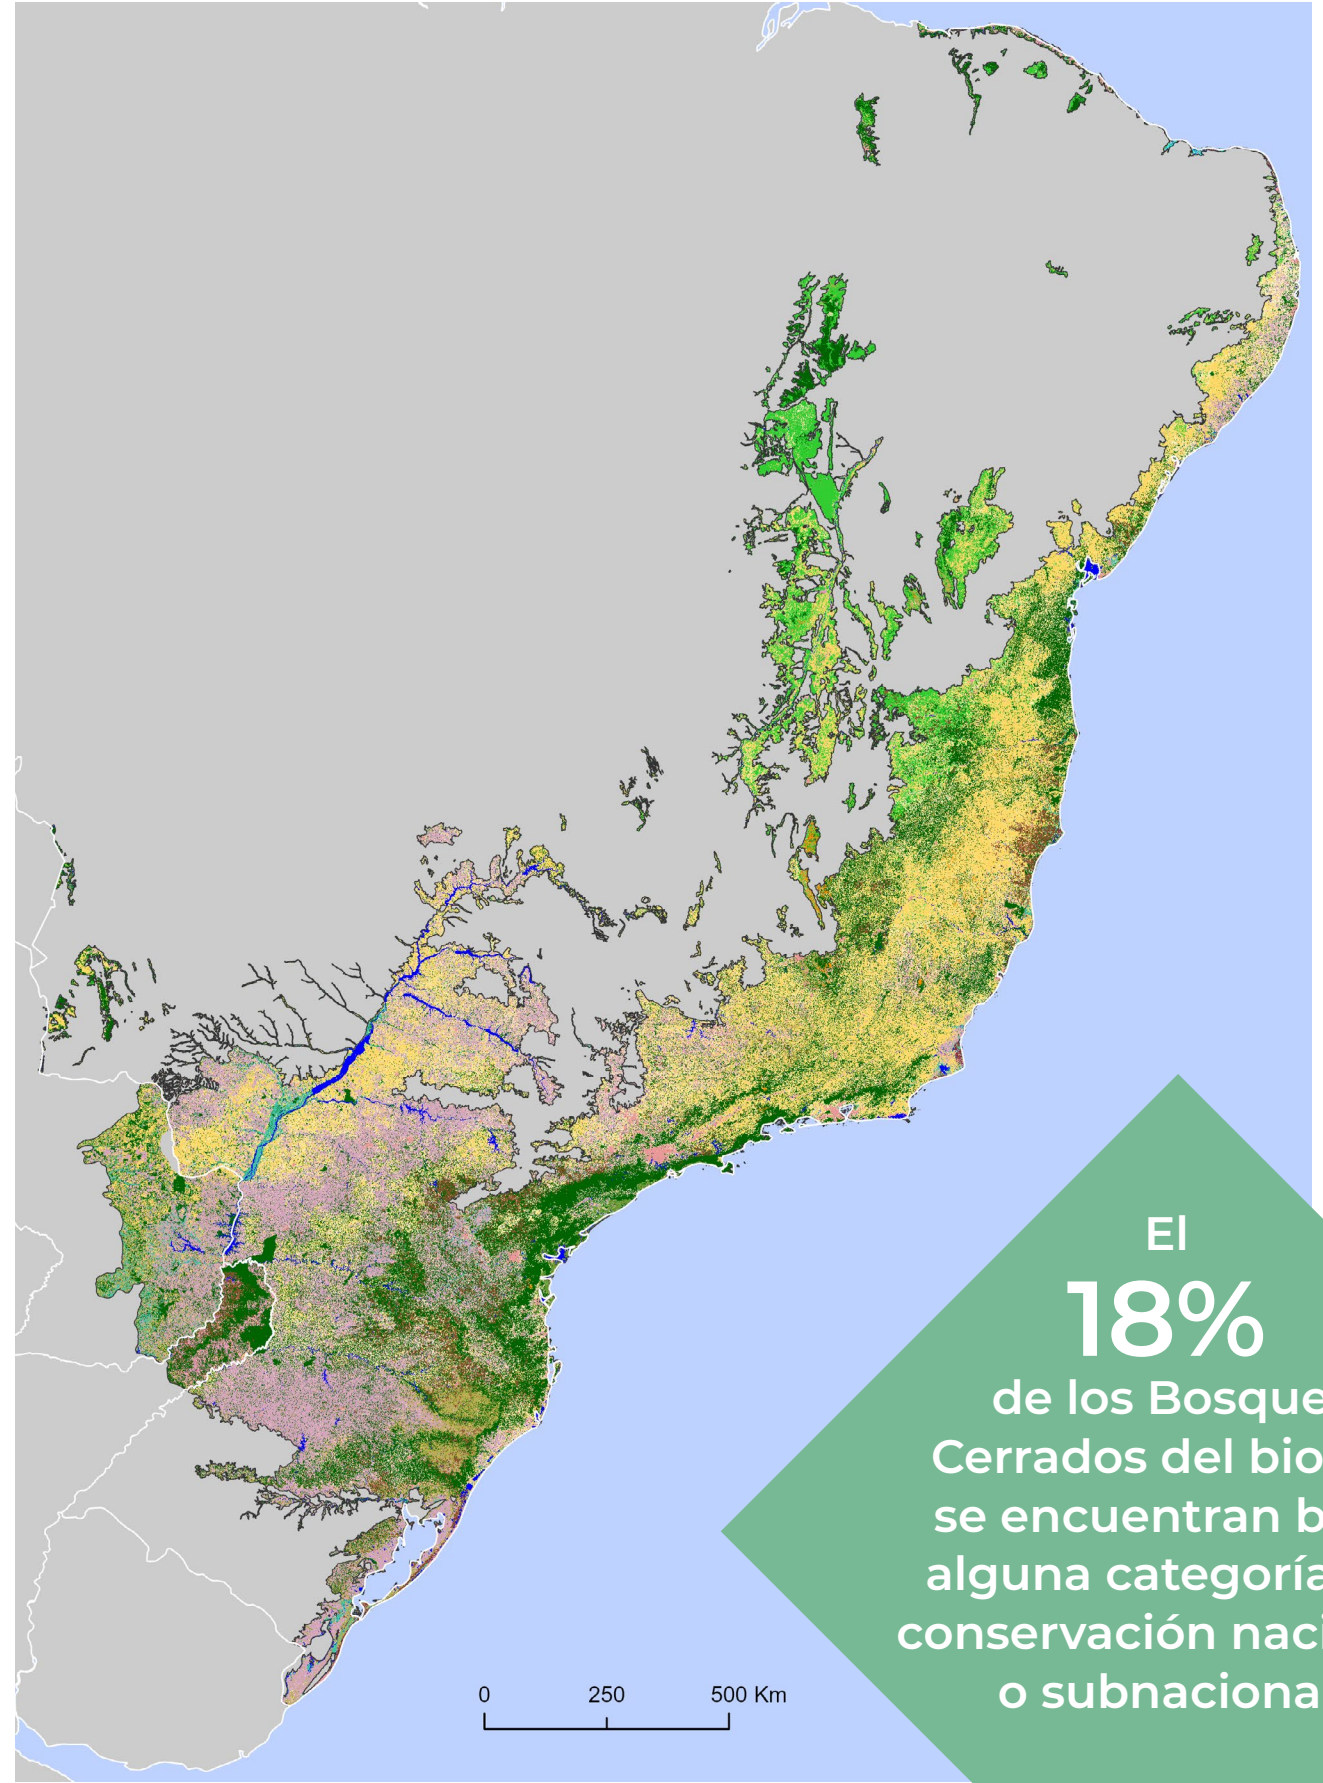 El
18%
de los Bosque
Cerrados del bio
se encuentran b
alguna categoría
conservación naci
o subnaciona
0 250 500 Km